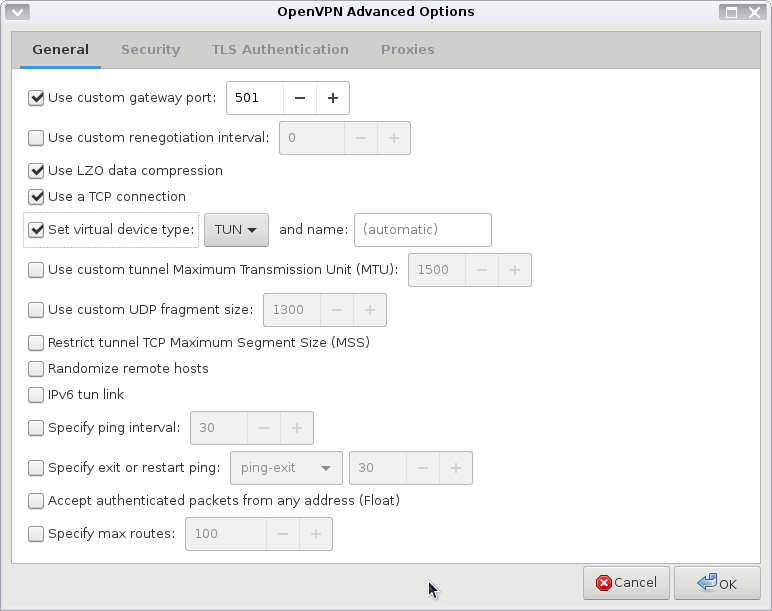 OpenVPN Advanced Options
General Security TLS Authentication Proxies
Use custom gateway port: 501 − +
Use custom renegotiation interval: 0 − +
Use LZO data compression
Use a TCP connection
Set virtual device type: TUN and name: (automatic)
Use custom tunnel Maximum Transmission Unit (MTU): 1500 − +
Use custom UDP fragment size: 1300 − +
Restrict tunnel TCP Maximum Segment Size (MSS)
Randomize remote hosts
IPv6 tun link
Specify ping interval: 30 − +
Specify exit or restart ping: ping-exit 30 − +
Accept authenticated packets from any address (Float)
Specify max routes: 100 − +
Cancel OK